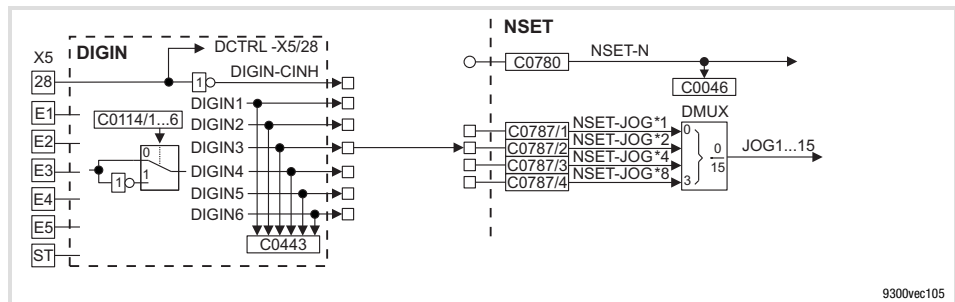 X5
DIGIN
DCTRL -X5/28
28
1
DIGIN-CINH
E1
E2
E3
E4
E5
ST
C0114/1...6
0
1
1
DIGIN1
DIGIN2
DIGIN3
DIGIN4
DIGIN5
DIGIN6
C0443
NSET
C0780
NSET-N
C0046
C0787/1
NSET-JOG*1
C0787/2
NSET-JOG*2
C0787/3
NSET-JOG*4
C0787/4
NSET-JOG*8
DMUX
0
3
0
15
JOG1...15
9300vec105